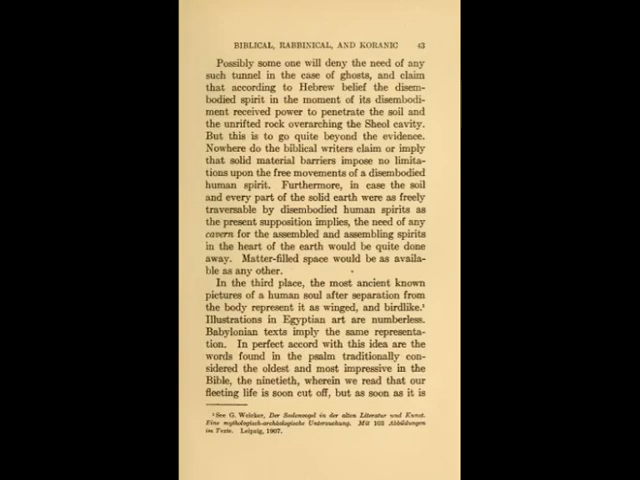 BIBLICAL, RABBINICAL, AND KORANIC 43
Possibly some one will deny the need of any
such tunnel in the case of ghosts, and claim
that according to Hebrew belief the disem-
bodied spirit in the moment of its disembodi-
ment received power to penetrate the soil and
the unrifted rock overarching the Sheol cavity.
But this is to go quite beyond the evidence.
Nowhere do the biblical writers claim or imply
that solid material barriers impose no limita-
tions upon the free movements of a disembodied
human spirit. Furthermore, in case the soil
and every part of the solid earth were as freely
traversable by disembodied human spirits as
the present supposition implies, the need of any
cavern for the assembled and assembling spirits
in the heart of the earth would be quite done
away. Matter-filled space would be as availa-
ble as any other.
In the third place, the most ancient known
pictures of a human soul after separation from
the body represent it as winged, and birdlike.¹
Illustrations in Egyptian art are numberless.
Babylonian texts imply the same representa-
tion. In perfect accord with this idea are the
words found in the psalm traditionally con-
sidered the oldest and most impressive in the
Bible, the ninetieth, wherein we read that our
fleeting life is soon cut off, but as soon as it is
¹ See G. Weicker, Der Seelenvogel in der alten Literatur und Kunst.
Eine mythologisch-archäologische Untersuchung. Mit 103 Abbildungen
im Texte. Leipzig, 1907.